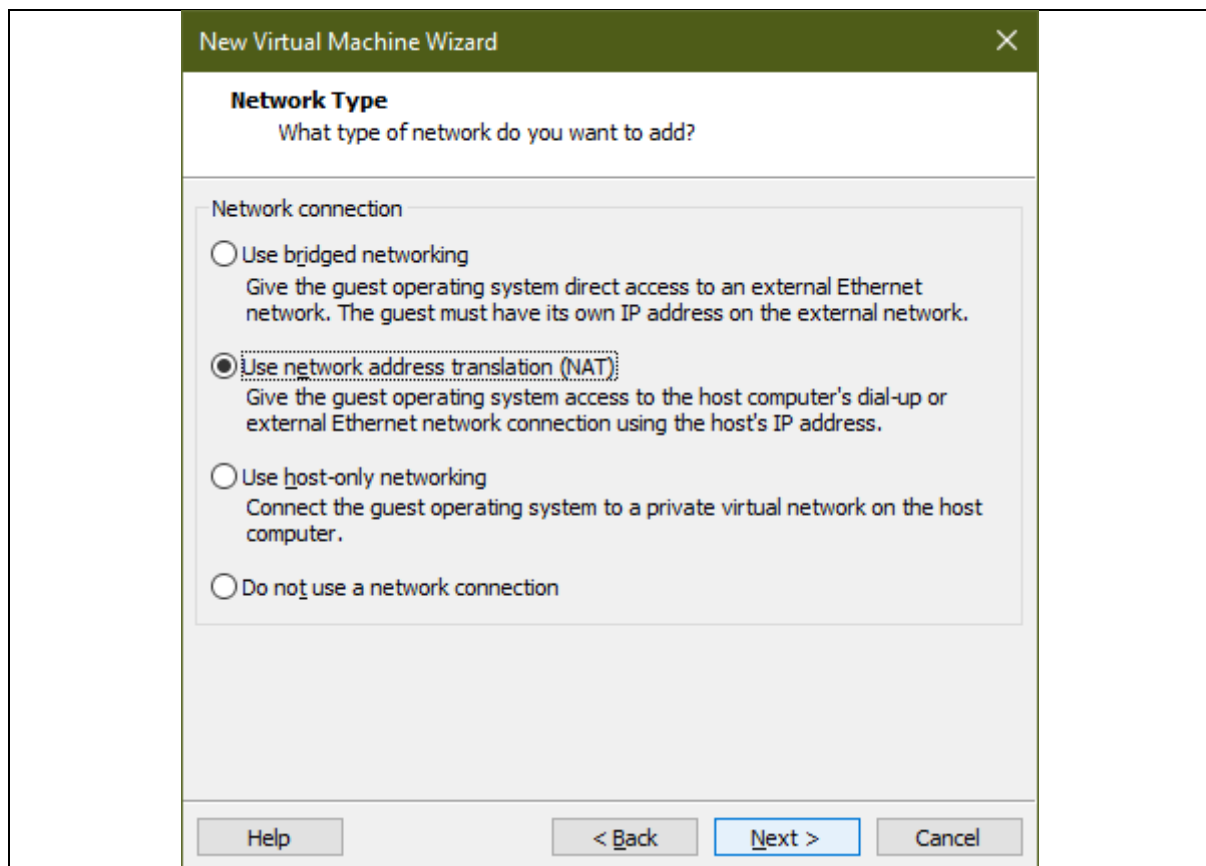 New Virtual Machine Wizard
Network Type
What type of network do you want to add?
Network connection
Use bridged networking
Give the guest operating system direct access to an external Ethernet
network. The guest must have its own IP address on the external network.
Use network address translation (NAT)
Give the guest operating system access to the host computer's dial-up or
external Ethernet network connection using the host's IP address.
Use host-only networking
Connect the guest operating system to a private virtual network on the host
computer.
Do not use a network connection
Help < Back Next > Cancel